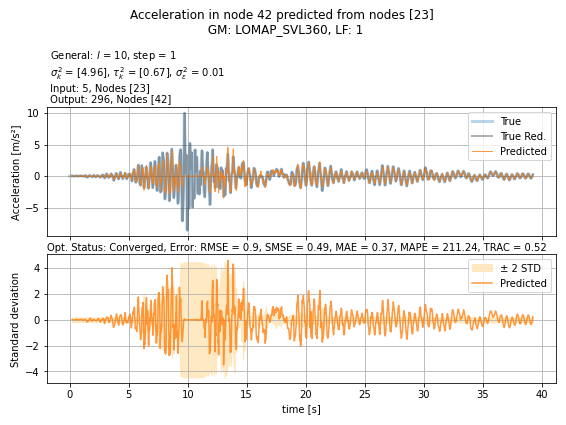 Acceleration in node 42 predicted from nodes [23]
GM: LOMAP_SVL360, LF: 1
General: l = 10, step = 1
σ²ₖ = [4.96], τ²ₖ = [0.67], σ²ε = 0.01
Input: 5, Nodes [23]
Output: 296, Nodes [42]
10
5
0
−5
Acceleration [m/s²]
True
True Red.
Predicted
Opt. Status: Converged, Error: RMSE = 0.9, SMSE = 0.49, MAE = 0.37, MAPE = 211.24, TRAC = 0.52
4
2
0
−2
−4
Standard deviation
± 2 STD
Predicted
0 5 10 15 20 25 30 35 40
time [s]